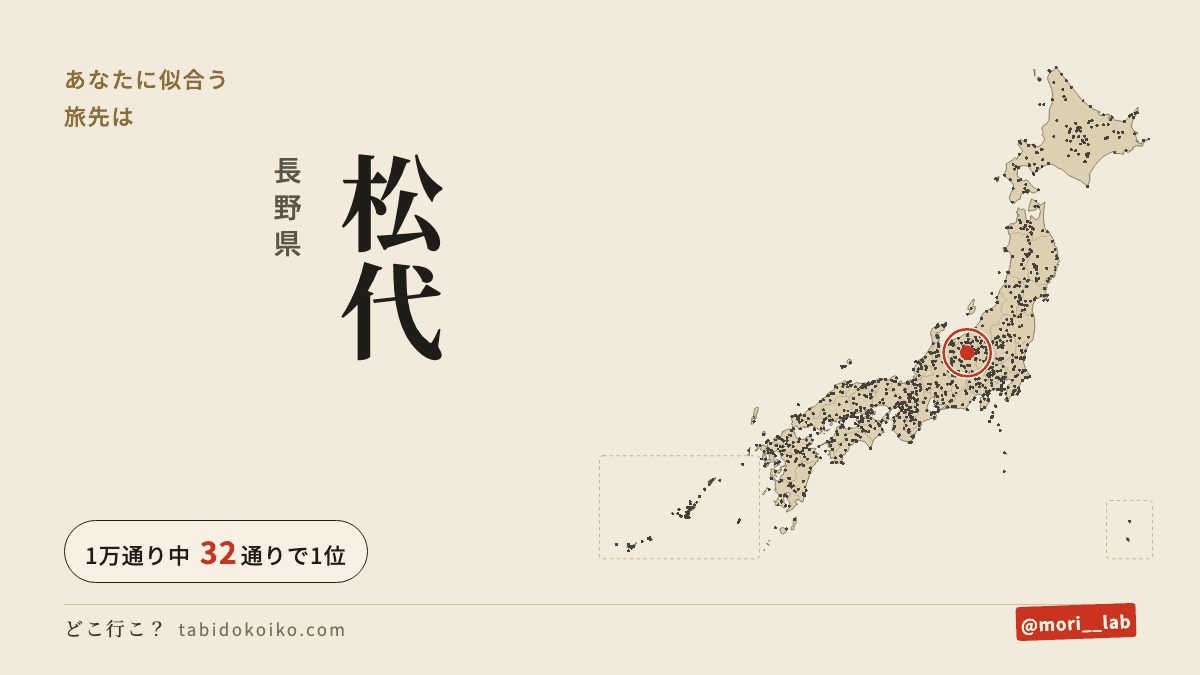 あなたに似合う
旅先は
松代
長野県
1万通り中 32通りで1位
どこ行こ？ tabidokoiko.com
@mori__lab